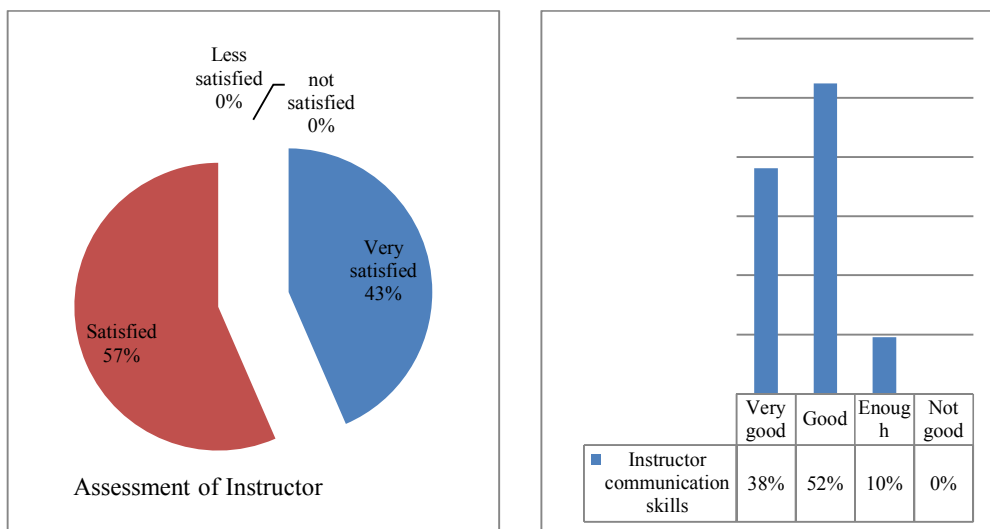 Less
satisfied
0%
not
satisfied
0%
Very
satisfied
43%
Satisfied
57%
Assessment of Instructor
Very
good
Good
Enoug
h
Not
good
Instructor
communication
skills
38%
52%
10%
0%